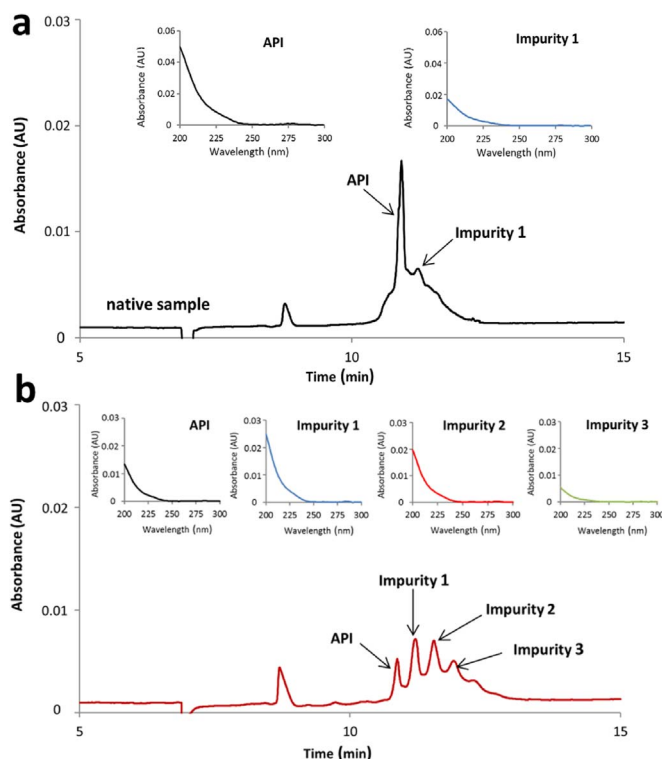 a
0.03
0.02
0.01
0
Absorbance (AU)
API
0.06
0.04
0.02
0
Absorbance (AU)
200 225 250 275 300
Wavelength (nm)
Impurity 1
0.06
0.04
0.02
0
Absorbance (AU)
200 225 250 275 300
Wavelength (nm)
API
Impurity 1
native sample
5 10 15
Time (min)
b
0.03
0.02
0.01
0
Absorbance (AU)
API
0.03
0.02
0.01
0
Absorbance (AU)
200 225 250 275 300
Wavelength (nm)
Impurity 1
0.03
0.02
0.01
0
Absorbance (AU)
200 225 250 275 300
Wavelength (nm)
Impurity 2
0.03
0.02
0.01
0
Absorbance (AU)
200 225 250 275 300
Wavelength (nm)
Impurity 3
0.03
0.02
0.01
0
Absorbance (AU)
200 225 250 275 300
Wavelength (nm)
Impurity 1
API
Impurity 2
Impurity 3
5 10 15
Time (min)